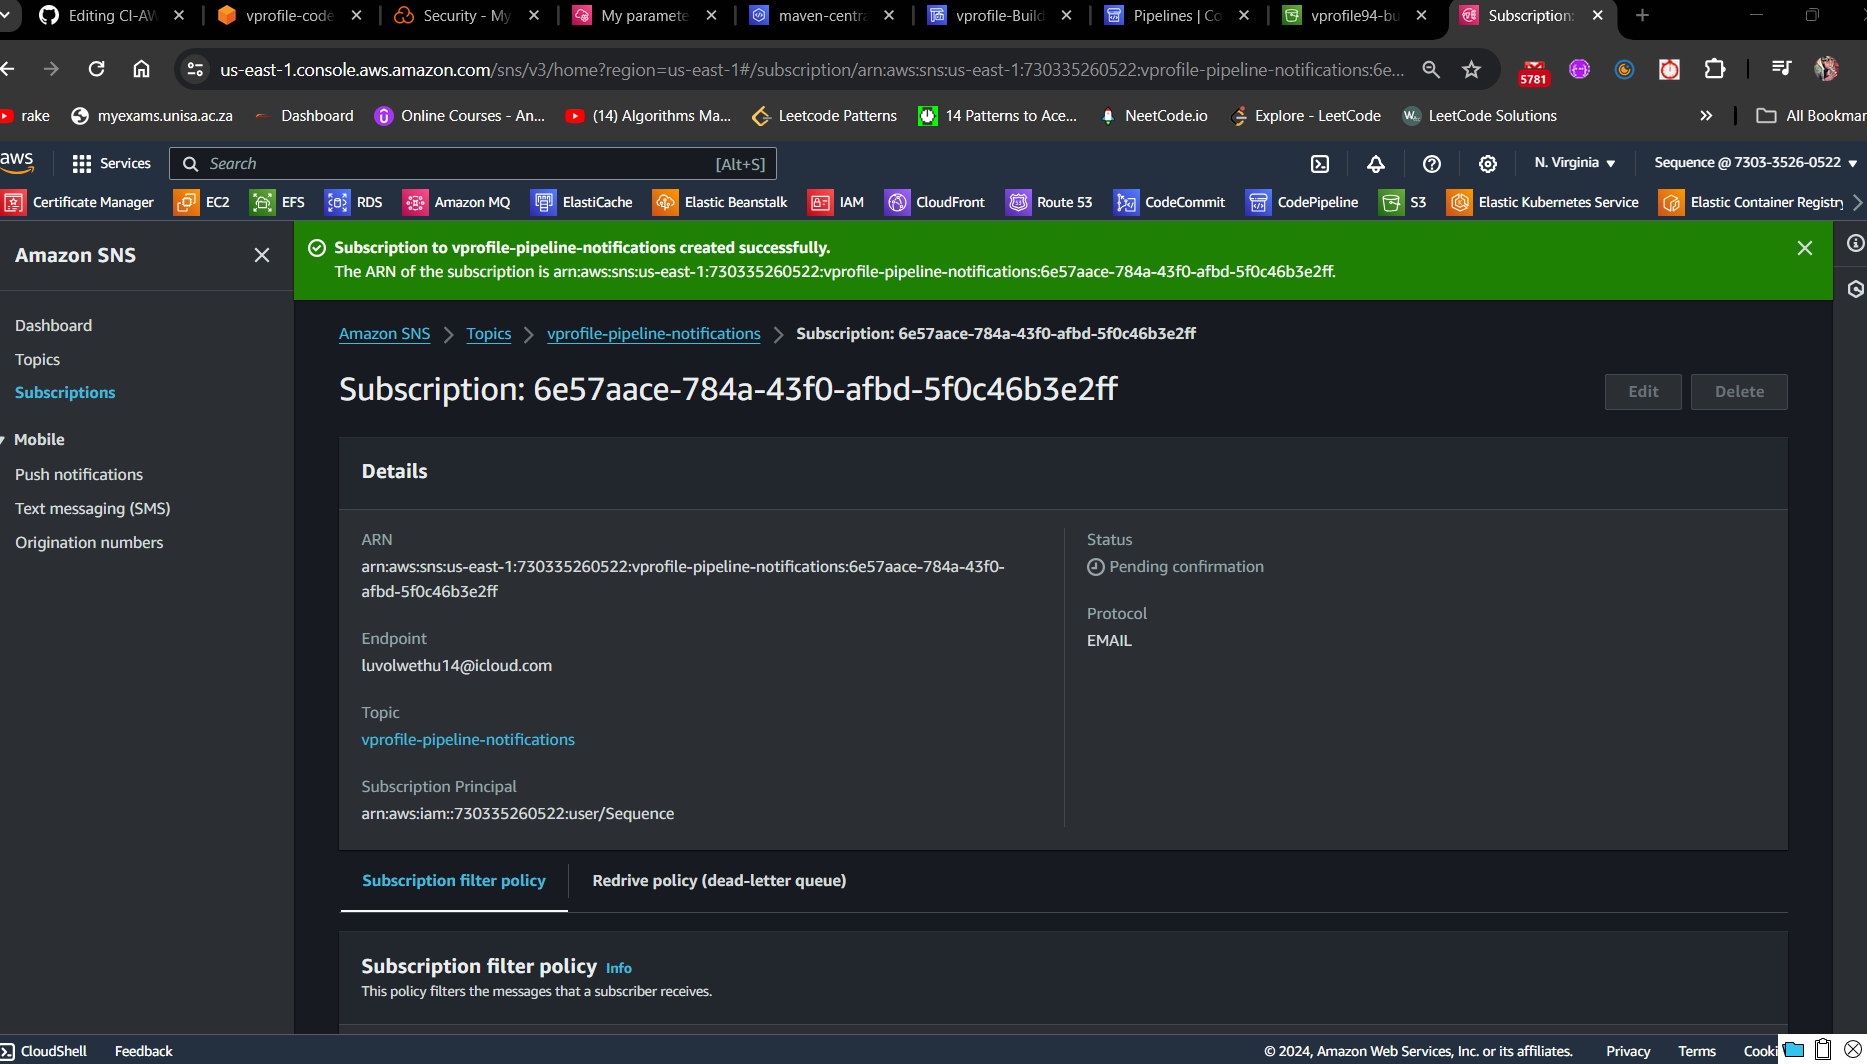 Editing CI-AW
vprofile-code
Security - My
My paramete
maven-centra
vprofile-Build
Pipelines | Co
vprofile94-bu
Subscription:
us-east-1.console.aws.amazon.com/sns/v3/home?region=us-east-1#/subscription/arn:aws:sns:us-east-1:730335260522:vprofile-pipeline-notifications:6e...
5781
rake
myexams.unisa.ac.za
Dashboard
Online Courses - An...
(14) Algorithms Ma...
Leetcode Patterns
14 Patterns to Ace...
NeetCode.io
Explore - LeetCode
LeetCode Solutions
»
All Bookmar
aws
Services
Search
[Alt+S]
N. Virginia
Sequence @ 7303-3526-0522
Certificate Manager
EC2
EFS
RDS
Amazon MQ
ElastiCache
Elastic Beanstalk
IAM
CloudFront
Route 53
CodeCommit
CodePipeline
S3
Elastic Kubernetes Service
Elastic Container Registry
Amazon SNS
Dashboard
Topics
Subscriptions
Mobile
Push notifications
Text messaging (SMS)
Origination numbers
Subscription to vprofile-pipeline-notifications created successfully.
The ARN of the subscription is arn:aws:sns:us-east-1:730335260522:vprofile-pipeline-notifications:6e57aace-784a-43f0-afbd-5f0c46b3e2ff.
Amazon SNS > Topics > vprofile-pipeline-notifications > Subscription: 6e57aace-784a-43f0-afbd-5f0c46b3e2ff
Subscription: 6e57aace-784a-43f0-afbd-5f0c46b3e2ff
Edit
Delete
Details
ARN
arn:aws:sns:us-east-1:730335260522:vprofile-pipeline-notifications:6e57aace-784a-43f0-
afbd-5f0c46b3e2ff
Endpoint
luvolwethu14@icloud.com
Topic
vprofile-pipeline-notifications
Subscription Principal
arn:aws:iam::730335260522:user/Sequence
Status
Pending confirmation
Protocol
EMAIL
Subscription filter policy
Redrive policy (dead-letter queue)
Subscription filter policy Info
This policy filters the messages that a subscriber receives.
CloudShell
Feedback
© 2024, Amazon Web Services, Inc. or its affiliates.
Privacy
Terms
Cooki